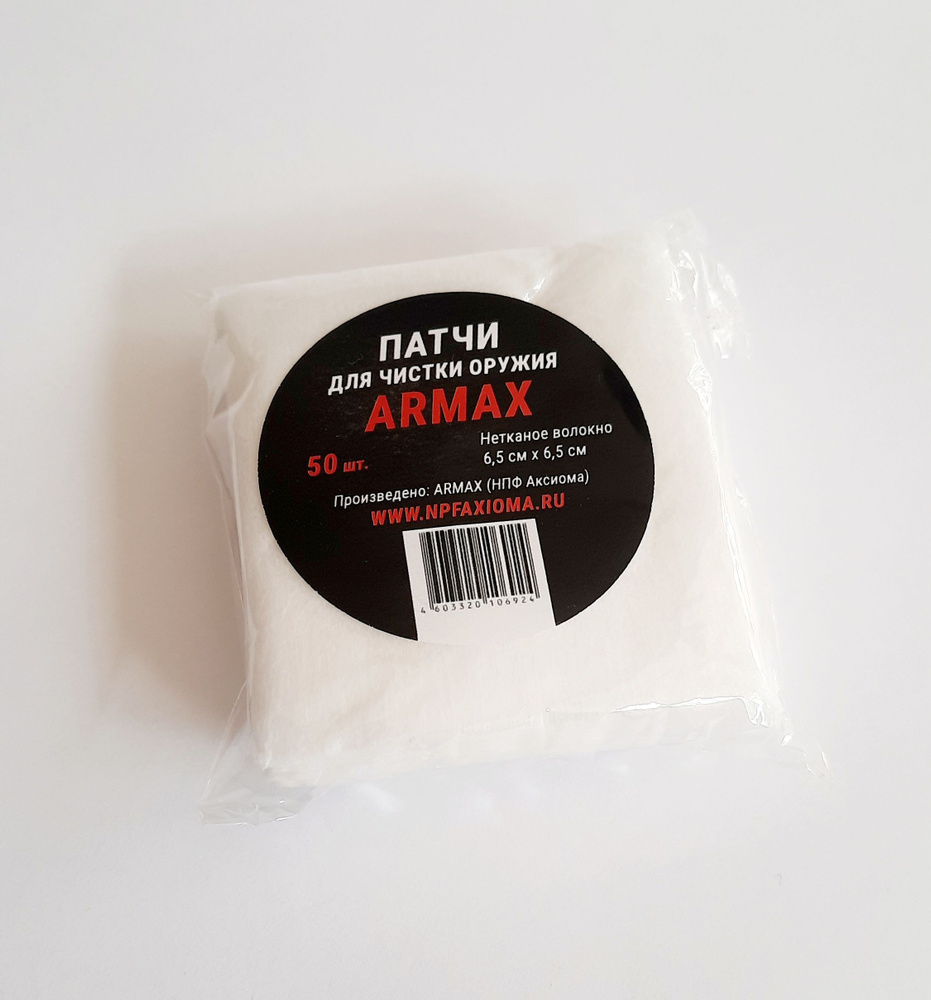 ПАТЧИ
ДЛЯ ЧИСТКИ ОРУЖИЯ
ARMAX
50 шт.
Нетканое волокно
6,5 см х 6,5 см
Произведено: ARMAX (НПФ Аксиома)
WWW.NPFAXIOMA.RU
4 603320 106924